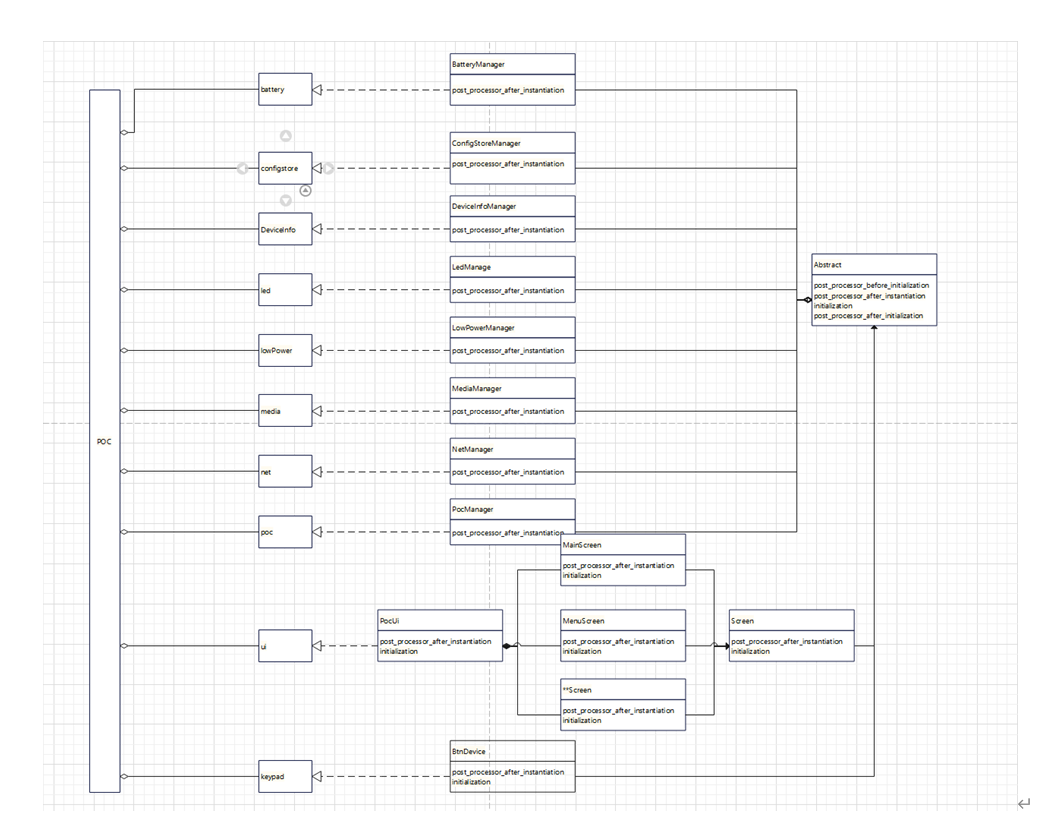 BatteryManager
battery
post_processor_after_instantiation
ConfigStoreManager
configstore
post_processor_after_instantiation
DeviceInfoManager
DeviceInfo
post_processor_after_instantiation
Abstract
post_processor_before_initialization
post_processor_after_instantiation
initialization
post_processor_after_initialization
LedManage
led
post_processor_after_instantiation
LowPowerManager
lowPower
post_processor_after_instantiation
MediaManager
media
post_processor_after_instantiation
POC
NetManager
net
post_processor_after_instantiation
PocManager
poc
post_processor_after_instantiation
MainScreen
post_processor_after_instantiation
initialization
ui
PocUi
post_processor_after_instantiation
initialization
MenuScreen
post_processor_after_instantiation
initialization
Screen
post_processor_after_instantiation
initialization
**Screen
post_processor_after_instantiation
initialization
BtnDevice
keypad
post_processor_after_instantiation
initialization